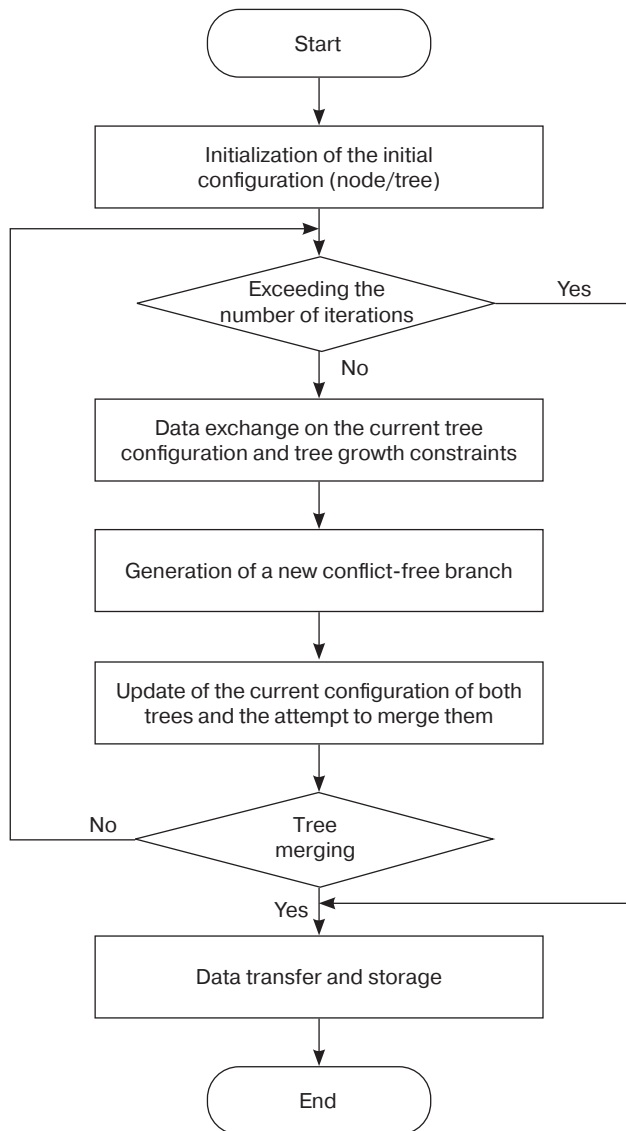 Start
Initialization of the initial
configuration (node/tree)
Exceeding the
number of iterations
Yes
No
Data exchange on the current tree
configuration and tree growth constraints
Generation of a new conflict-free branch
Update of the current configuration of both
trees and the attempt to merge them
No
Tree
merging
Yes
Data transfer and storage
End